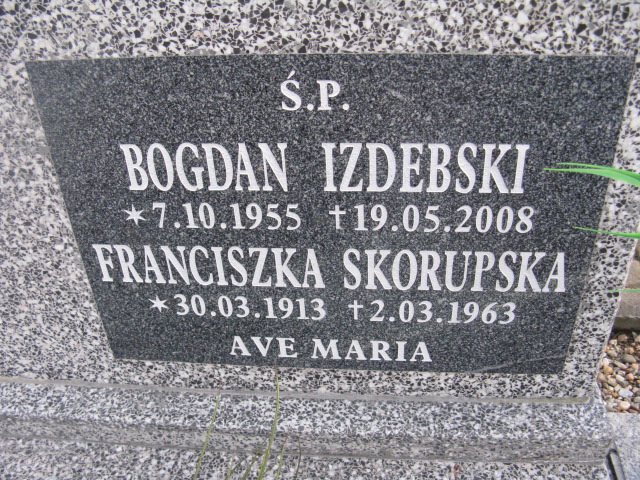 Ś.P.
BOGDAN IZDEBSKI
✶7.10.1955 †19.05.2008
FRANCISZKA SKORUPSKA
✶30.03.1913 †2.03.1963
AVE MARIA